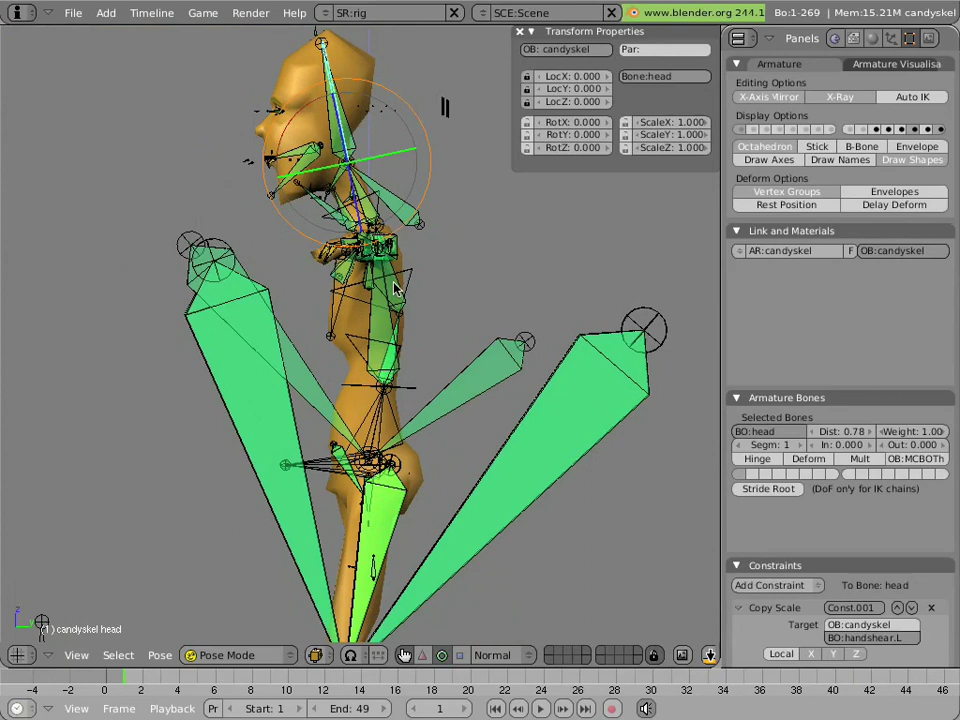 File Add Timeline Game Render Help SR:rig SCE:Scene www.blender.org 244.1 Bo:1-269 | Mem:15.21M candyskel
Transform Properties
OB: candyskel Par:
LocX: 0.000 Bone:head
LocY: 0.000
LocZ: 0.000
RotX: 0.000 ScaleX: 1.000
RotY: 0.000 ScaleY: 1.000
RotZ: 0.000 ScaleZ: 1.000
Panels
Armature Armature Visualisa
Editing Options
X-Axis Mirror X-Ray Auto IK
Display Options
Octahedron Stick B-Bone Envelope
Draw Axes Draw Names Draw Shapes
Deform Options
Vertex Groups Envelopes
Rest Position Delay Deform
Link and Materials
AR:candyskel F OB:candyskel
Armature Bones
Selected Bones
BO:head Dist: 0.78 Weight: 1.00
Segm: 1 In: 0.000 Out: 0.000
Hinge Deform Mult OB:MCBOTh
Stride Root (DoF only for IK chains)
Constraints
Add Constraint To Bone: head
Copy Scale Const.001
Target OB:candyskel
BO:handshear.L
Local X Y Z
z
(1) candyskel head
View Select Pose Pose Mode Normal
-4 -2 0 2 4 6 8 10 12 14 16 18 20 22 24 26 28 30 32 34 36 38 40 42 44 46
View Frame Playback Pr Start: 1 End: 49 1